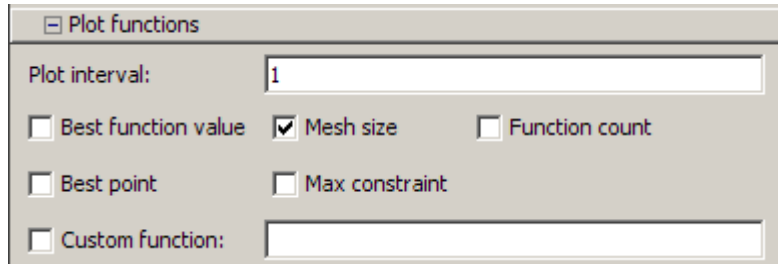 Plot functions
Plot interval: 1
Best function value Mesh size Function count
Best point Max constraint
Custom function: